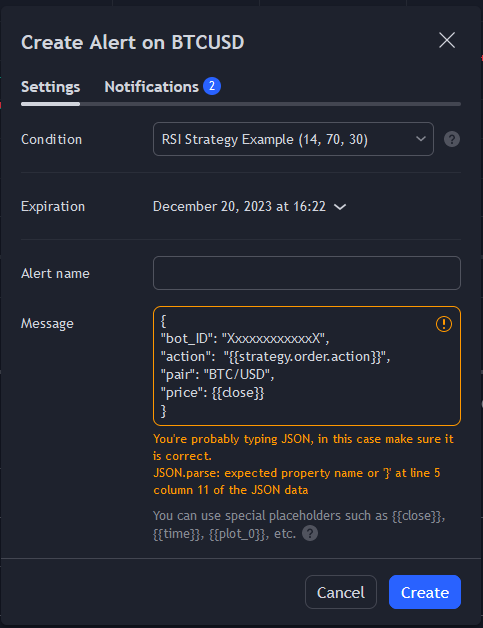 Create Alert on BTCUSD
Settings Notifications 2
Condition RSI Strategy Example (14, 70, 30) ?
Expiration December 20, 2023 at 16:22
Alert name
Message {
"bot_ID": "XxxxxxxxxxxxX",
"action":  "{{strategy.order.action}}",
"pair": "BTC/USD",
"price": {{close}}
}
You're probably typing JSON, in this case make sure it
is correct.
JSON.parse: expected property name or '}' at line 5
column 11 of the JSON data
You can use special placeholders such as {{close}},
{{time}}, {{plot_0}}, etc. ?
Cancel Create